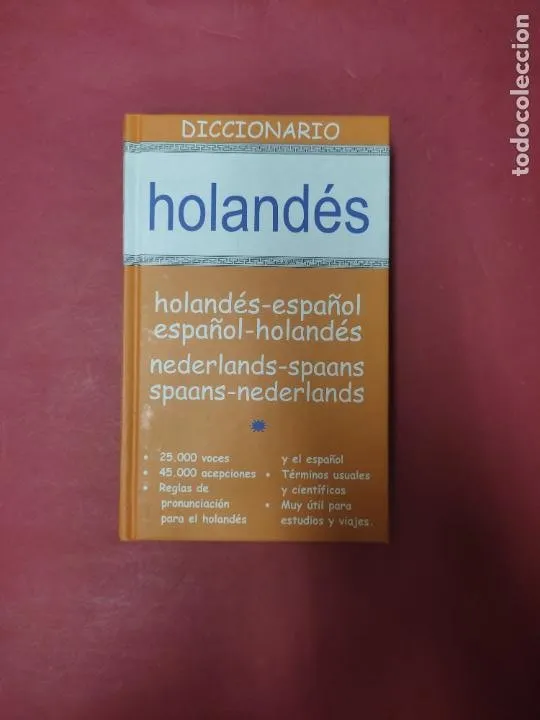 DICCIONARIO
holandés
holandés-español
español-holandés
nederlands-spaans
spaans-nederlands
• 25.000 voces
• 45.000 acepciones
• Reglas de
pronunciación
para el holandés
y el español
• Términos usuales
y científicos
• Muy útil para
estudios y viajes.
todocoleccion